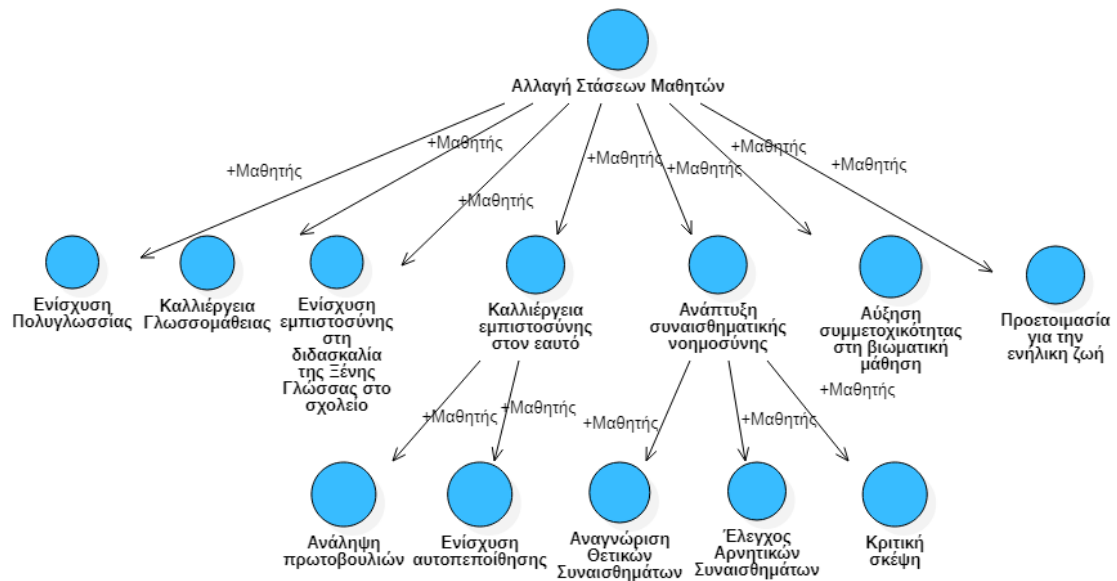 Αλλαγή Στάσεων Μαθητών
+Μαθητής
+Μαθητής
+Μαθητής
+Μαθητής
+Μαθητής
+Μαθητής
+Μαθητής
Ενίσχυση
Πολυγλωσσίας
Καλλιέργεια
Γλωσσομάθειας
Ενίσχυση
εμπιστοσύνης
στη
διδασκαλία
της Ξένης
Γλώσσας στο
σχολείο
Καλλιέργεια
εμπιστοσύνης
στον εαυτό
Ανάπτυξη
συναισθηματικής
νοημοσύνης
Αύξηση
συμμετοχικότητας
στη βιωματική
μάθηση
Προετοιμασία
για την
ενήλικη ζωή
+Μαθητής
+Μαθητής
+Μαθητής
+Μαθητής
+Μαθητής
Ανάληψη
πρωτοβουλιών
Ενίσχυση
αυτοπεποίθησης
Αναγνώριση
Θετικών
Συναισθημάτων
Έλεγχος
Αρνητικών
Συναισθημάτων
Κριτική
σκέψη